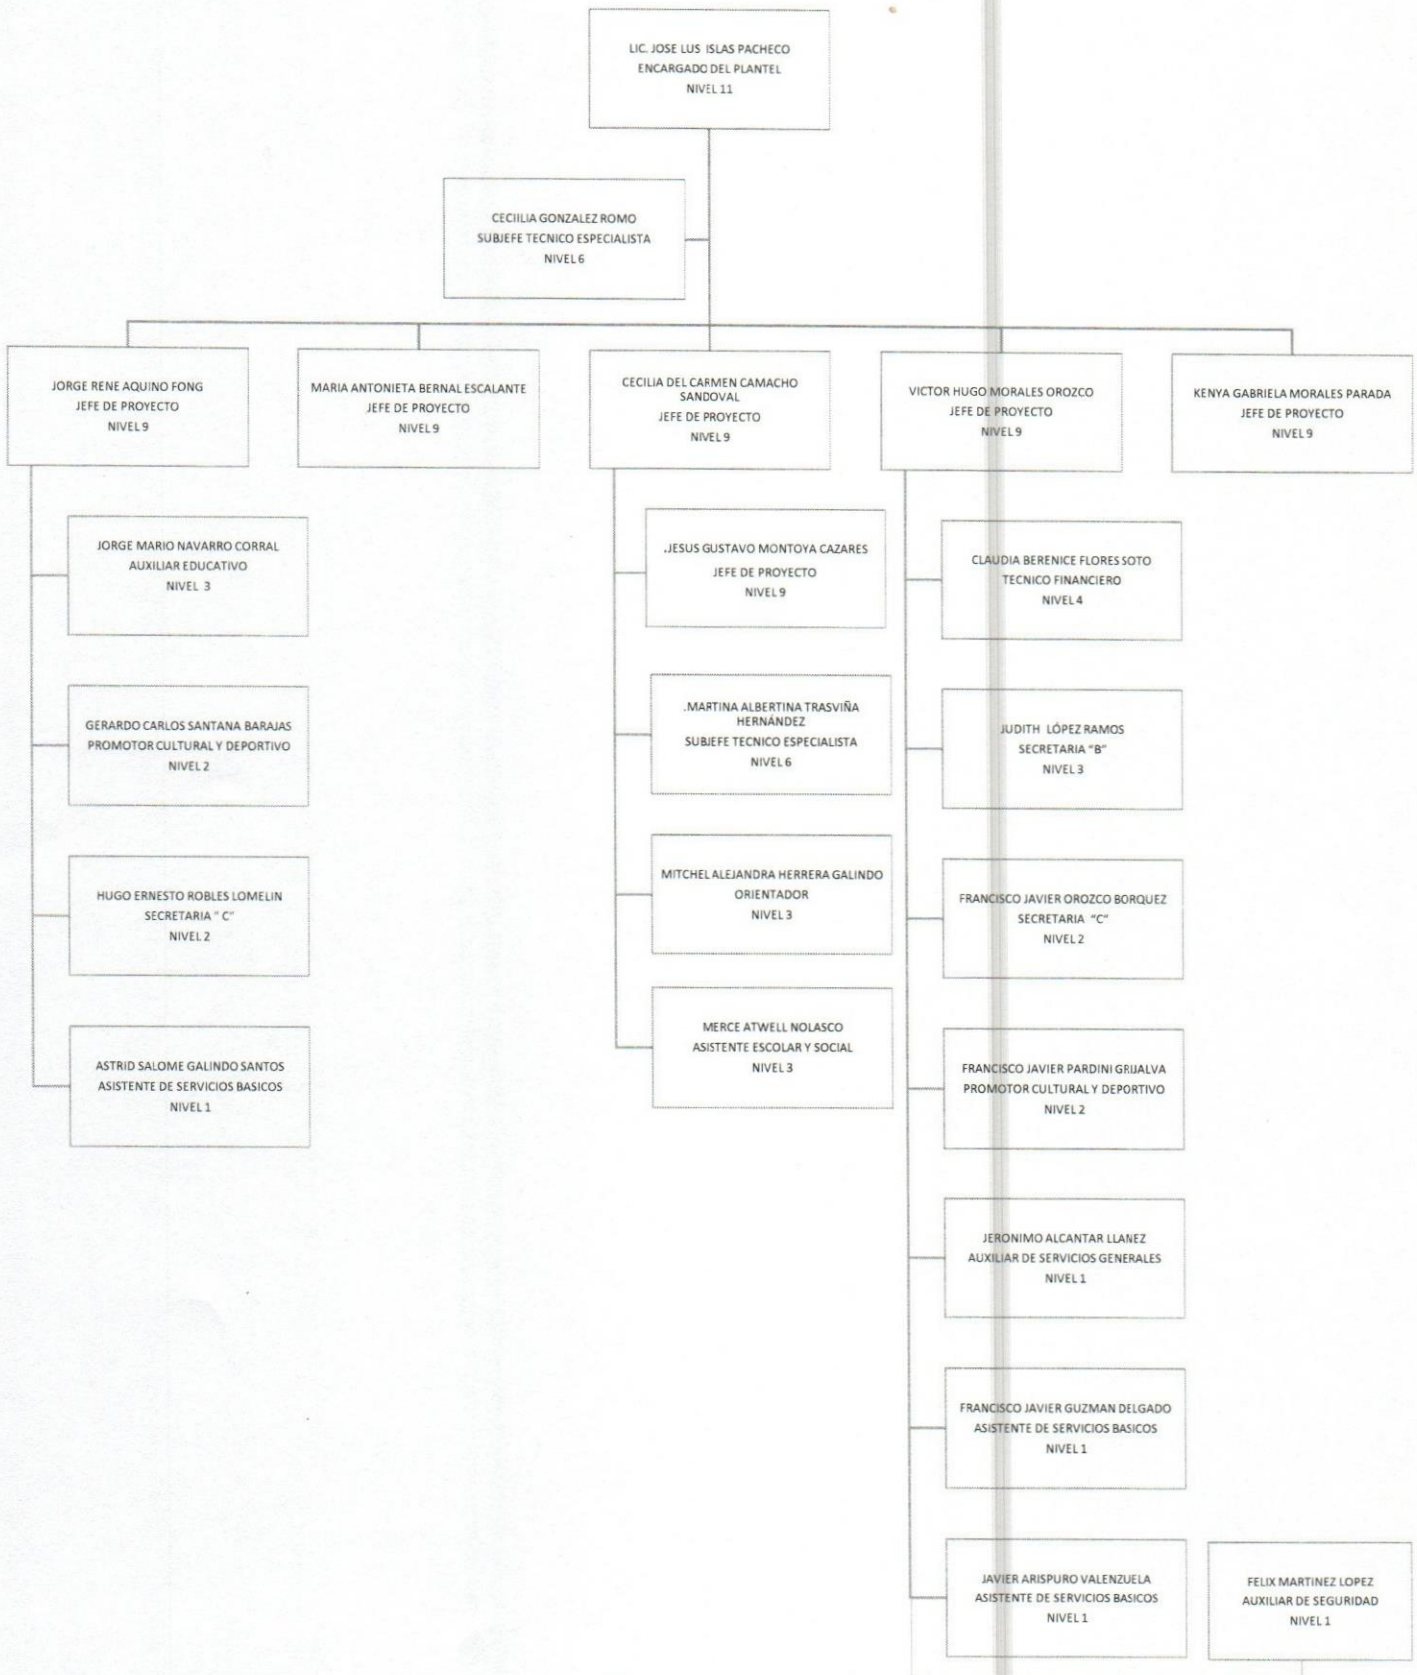 LIC. JOSE LUS ISLAS PACHECO
ENCARGADO DEL PLANTEL
NIVEL 11
CECIILIA GONZALEZ ROMO
SUBJEFE TECNICO ESPECIALISTA
NIVEL 6
JORGE RENE AQUINO FONG
JEFE DE PROYECTO
NIVEL 9
MARIA ANTONIETA BERNAL ESCALANTE
JEFE DE PROYECTO
NIVEL 9
CECILIA DEL CARMEN CAMACHO
SANDOVAL
JEFE DE PROYECTO
NIVEL 9
VICTOR HUGO MORALES OROZCO
JEFE DE PROYECTO
NIVEL 9
KENYA GABRIELA MORALES PARADA
JEFE DE PROYECTO
NIVEL 9
JORGE MARIO NAVARRO CORRAL
AUXILIAR EDUCATIVO
NIVEL 3
GERARDO CARLOS SANTANA BARAJAS
PROMOTOR CULTURAL Y DEPORTIVO
NIVEL 2
HUGO ERNESTO ROBLES LOMELIN
SECRETARIA " C"
NIVEL 2
ASTRID SALOME GALINDO SANTOS
ASISTENTE DE SERVICIOS BASICOS
NIVEL 1
.JESUS GUSTAVO MONTOYA CAZARES
JEFE DE PROYECTO
NIVEL 9
.MARTINA ALBERTINA TRASVIÑA
HERNÁNDEZ
SUBJEFE TECNICO ESPECIALISTA
NIVEL 6
MITCHEL ALEJANDRA HERRERA GALINDO
ORIENTADOR
NIVEL 3
MERCE ATWELL NOLASCO
ASISTENTE ESCOLAR Y SOCIAL
NIVEL 3
CLAUDIA BERENICE FLORES SOTO
TECNICO FINANCIERO
NIVEL 4
JUDITH LÓPEZ RAMOS
SECRETARIA "B"
NIVEL 3
FRANCISCO JAVIER OROZCO BORQUEZ
SECRETARIA "C"
NIVEL 2
FRANCISCO JAVIER PARDINI GRIJALVA
PROMOTOR CULTURAL Y DEPORTIVO
NIVEL 2
JERONIMO ALCANTAR LLANEZ
AUXILIAR DE SERVICIOS GENERALES
NIVEL 1
FRANCISCO JAVIER GUZMAN DELGADO
ASISTENTE DE SERVICIOS BASICOS
NIVEL 1
JAVIER ARISPURO VALENZUELA
ASISTENTE DE SERVICIOS BASICOS
NIVEL 1
FELIX MARTINEZ LOPEZ
AUXILIAR DE SEGURIDAD
NIVEL 1